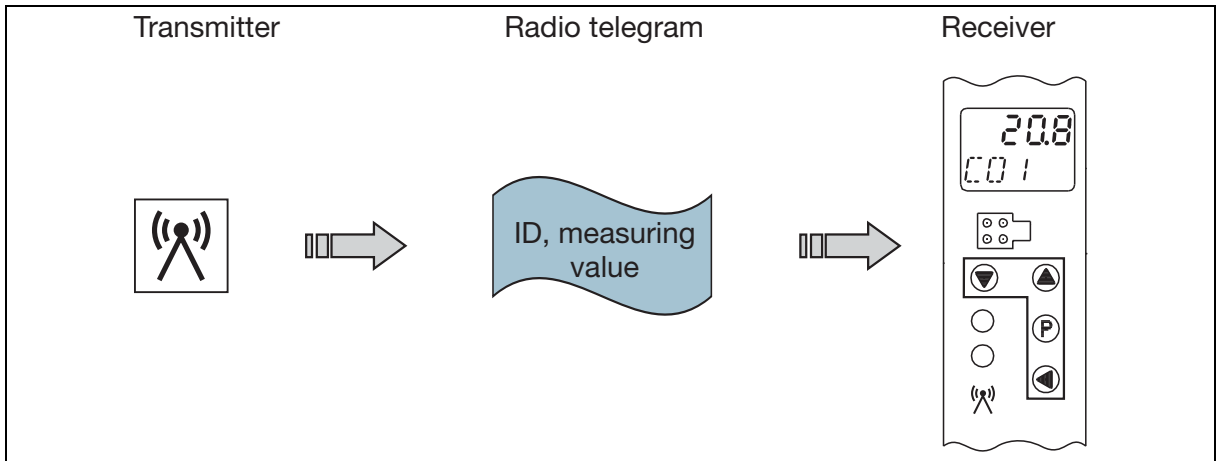 Transmitter
Radio telegram
Receiver
20.8
C01
ID, measuring
value
P